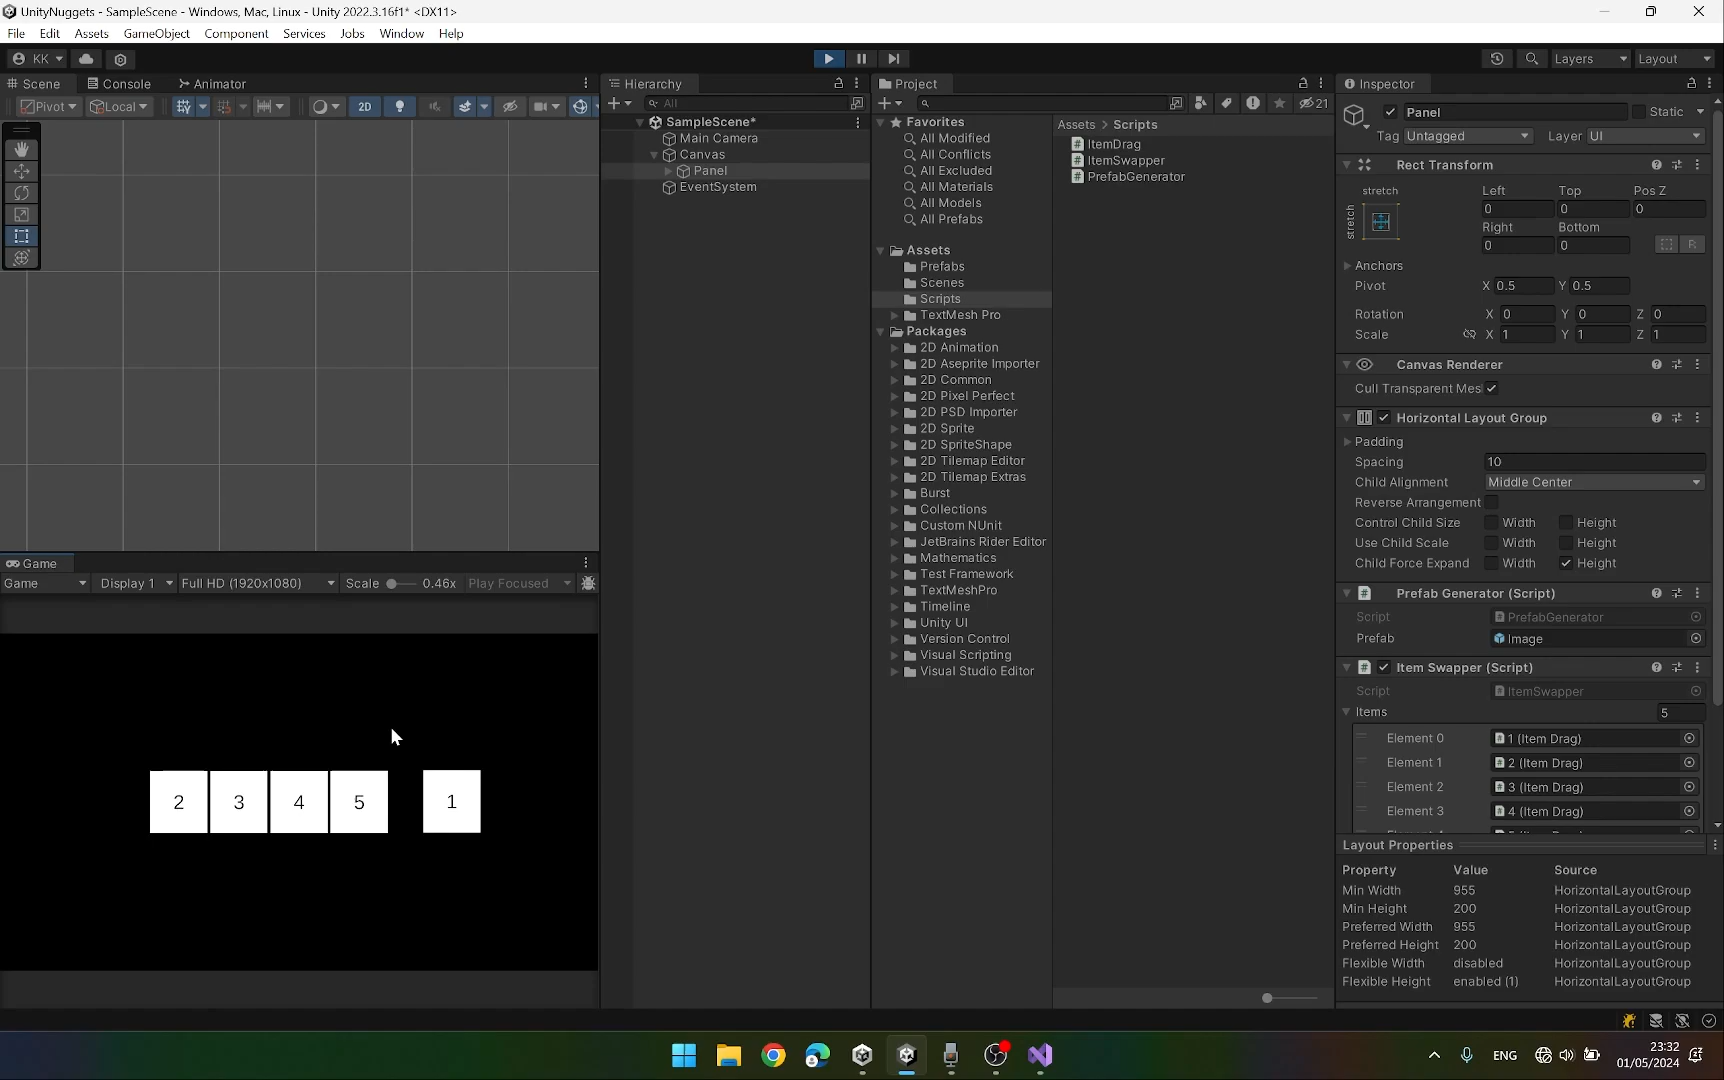 UnityNuggets - SampleScene - Windows, Mac, Linux - Unity 2022.3.16f1* <DX11>
File Edit Assets GameObject Component Services Jobs Window Help
KK Layers Layout
Scene Console Animator
Pivot Local 2D
Game
Game Display 1 Full HD (1920x1080) Scale 0.46x Play Focused
2 3 4 5 1
Hierarchy
All
SampleScene*
Main Camera
Canvas
Panel
EventSystem
Project
21
Favorites
All Modified
All Conflicts
All Excluded
All Materials
All Models
All Prefabs
Assets
Prefabs
Scenes
Scripts
TextMesh Pro
Packages
2D Animation
2D Aseprite Importer
2D Common
2D Pixel Perfect
2D PSD Importer
2D Sprite
2D SpriteShape
2D Tilemap Editor
2D Tilemap Extras
Burst
Collections
Custom NUnit
JetBrains Rider Editor
Mathematics
Test Framework
TextMeshPro
Timeline
Unity UI
Version Control
Visual Scripting
Visual Studio Editor
Assets > Scripts
ItemDrag
ItemSwapper
PrefabGenerator
Inspector
Panel Static
Tag Untagged Layer UI
Rect Transform
stretch Left Top Pos Z
stretch 0 0 0
Right Bottom
0 0 R
Anchors
Pivot X 0.5 Y 0.5
Rotation X 0 Y 0 Z 0
Scale X 1 Y 1 Z 1
Canvas Renderer
Cull Transparent Mes
Horizontal Layout Group
Padding
Spacing 10
Child Alignment Middle Center
Reverse Arrangement
Control Child Size Width Height
Use Child Scale Width Height
Child Force Expand Width Height
Prefab Generator (Script)
Script PrefabGenerator
Prefab Image
Item Swapper (Script)
Script ItemSwapper
Items 5
Element 0 1 (Item Drag)
Element 1 2 (Item Drag)
Element 2 3 (Item Drag)
Element 3 4 (Item Drag)
Layout Properties
Property Value Source
Min Width 955 HorizontalLayoutGroup
Min Height 200 HorizontalLayoutGroup
Preferred Width 955 HorizontalLayoutGroup
Preferred Height 200 HorizontalLayoutGroup
Flexible Width disabled HorizontalLayoutGroup
Flexible Height enabled (1) HorizontalLayoutGroup
ENG 23:32
01/05/2024